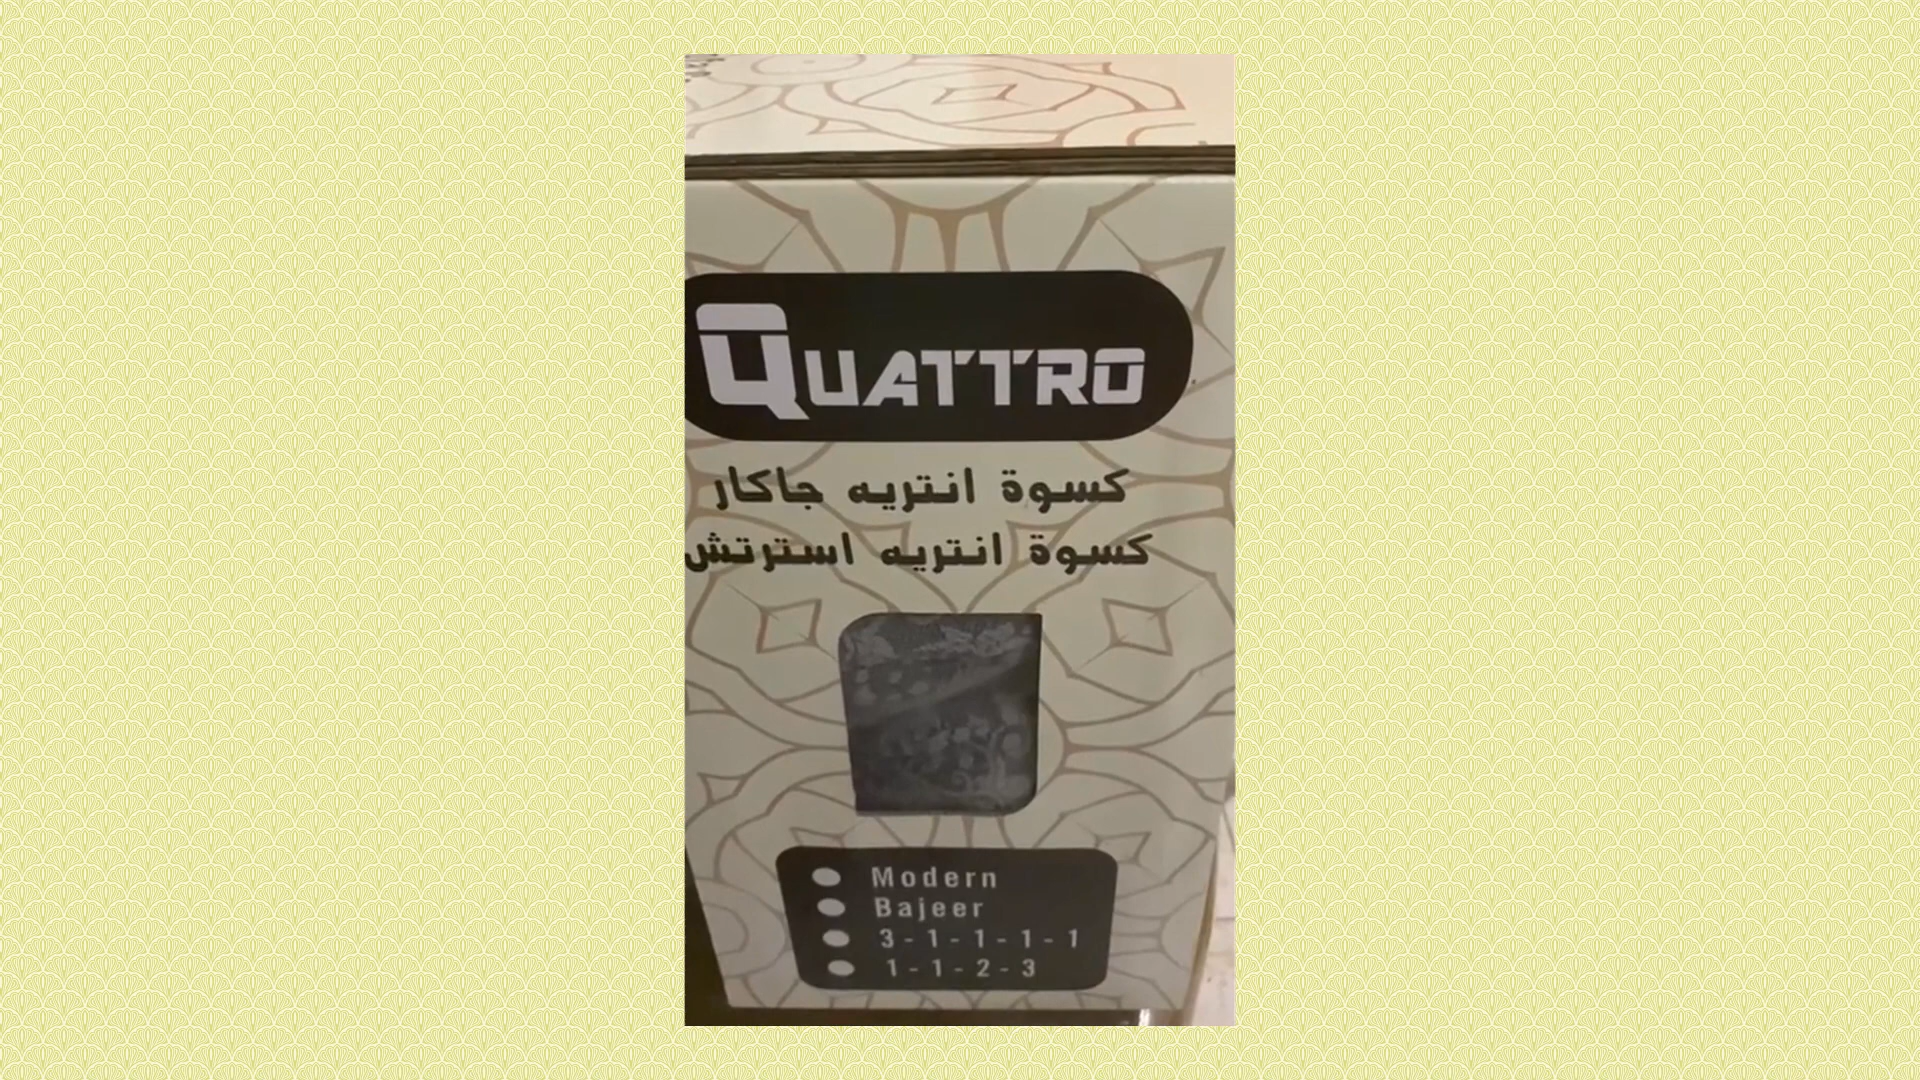 QUATTRO
كسوة انتريه جاكار
كسوة انتريه استرتش
Modern
Bajeer
3-1-1-1-1
1-1-2-3